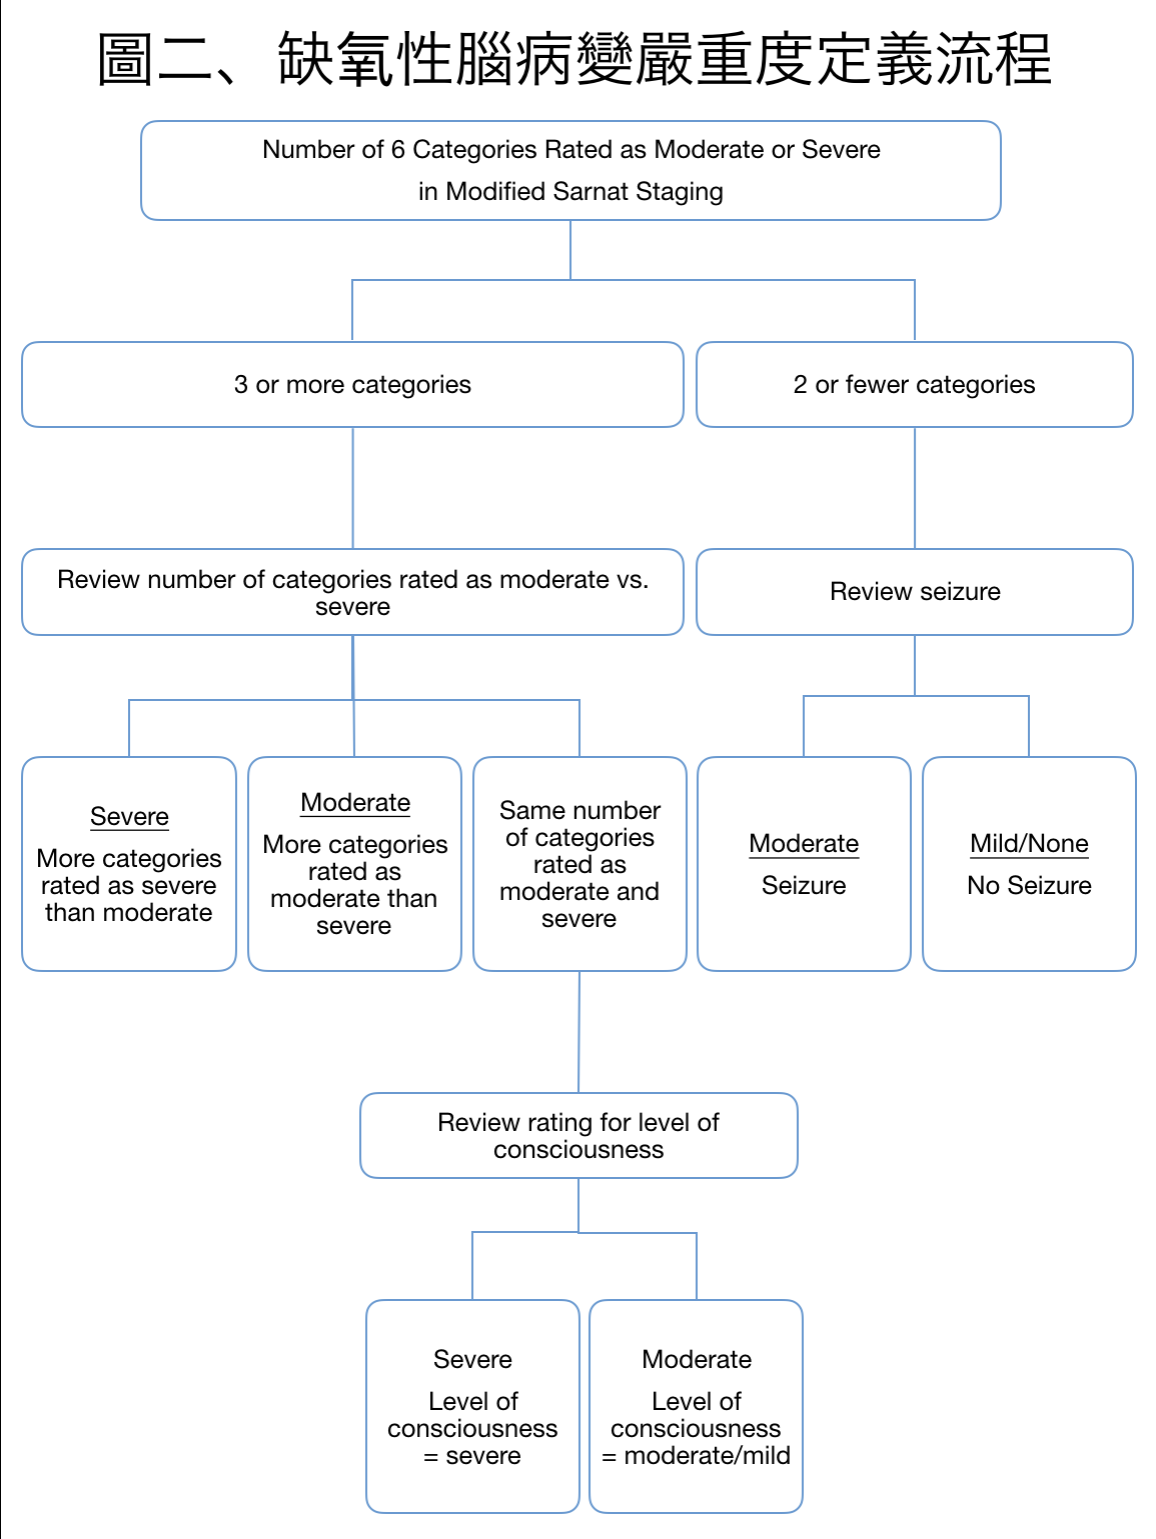 圖二、缺氧性腦病變嚴重度定義流程
Number of 6 Categories Rated as Moderate or Severe
in Modified Sarnat Staging
3 or more categories
2 or fewer categories
Review number of categories rated as moderate vs.
severe
Review seizure
Severe
More categories
rated as severe
than moderate
Moderate
More categories
rated as
moderate than
severe
Same number
of categories
rated as
moderate and
severe
Moderate
Seizure
Mild/None
No Seizure
Review rating for level of
consciousness
Severe
Level of
consciousness
= severe
Moderate
Level of
consciousness
= moderate/mild